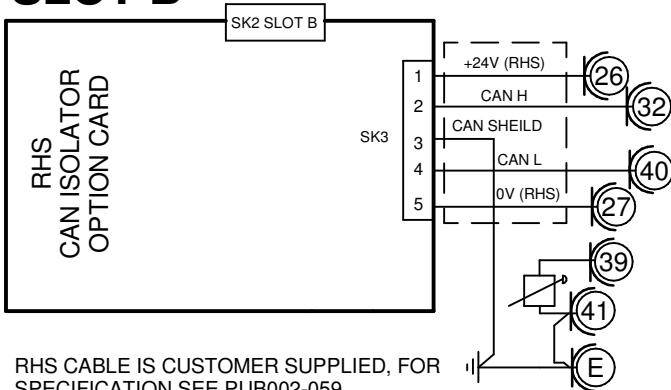 SLOT B
SK2 SLOT B
RHS
CAN ISOLATOR
OPTION CARD
SK3
1
2
3
4
5
+24V (RHS)
CAN H
CAN SHEILD
CAN L
0V (RHS)
26
32
40
27
39
41
E
RHS CABLE IS CUSTOMER SUPPLIED, FOR
SPECIFICATION SEE PUB002-059